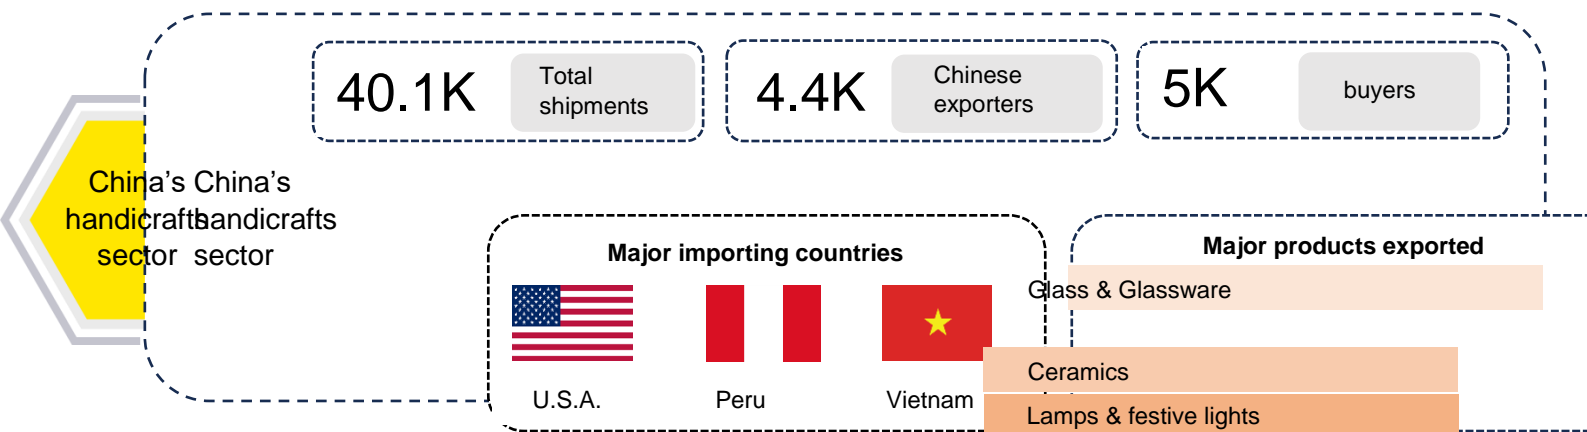 40.1K
Total
shipments
4.4K
Chinese
exporters
5K
buyers
China's
handicrafts
sector
China's
handicrafts
sector
Major importing countries
U.S.A.
Peru
Vietnam
Major products exported
Glass & Glassware
Ceramics
Lamps & festive lights